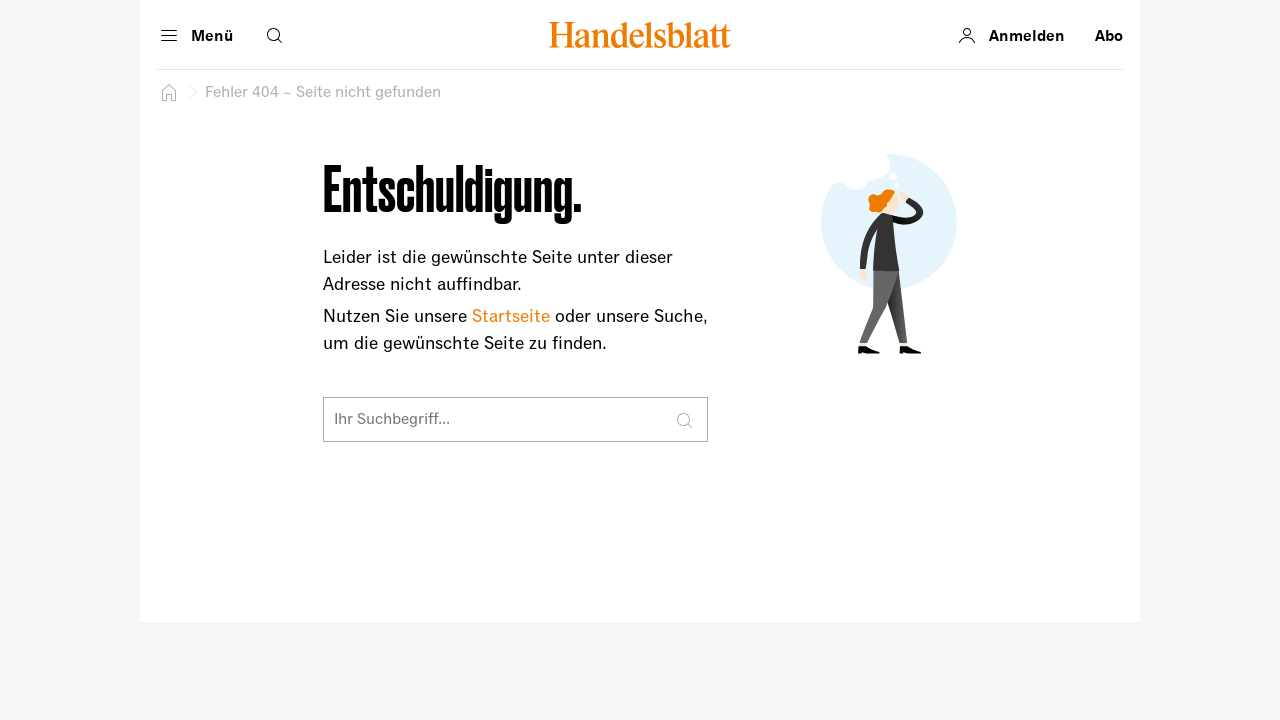 Menü
Handelsblatt
Anmelden
Abo
Fehler 404 – Seite nicht gefunden
Entschuldigung.
Leider ist die gewünschte Seite unter dieser
Adresse nicht auffindbar.
Nutzen Sie unsere Startseite oder unsere Suche,
um die gewünschte Seite zu finden.
Ihr Suchbegriff...